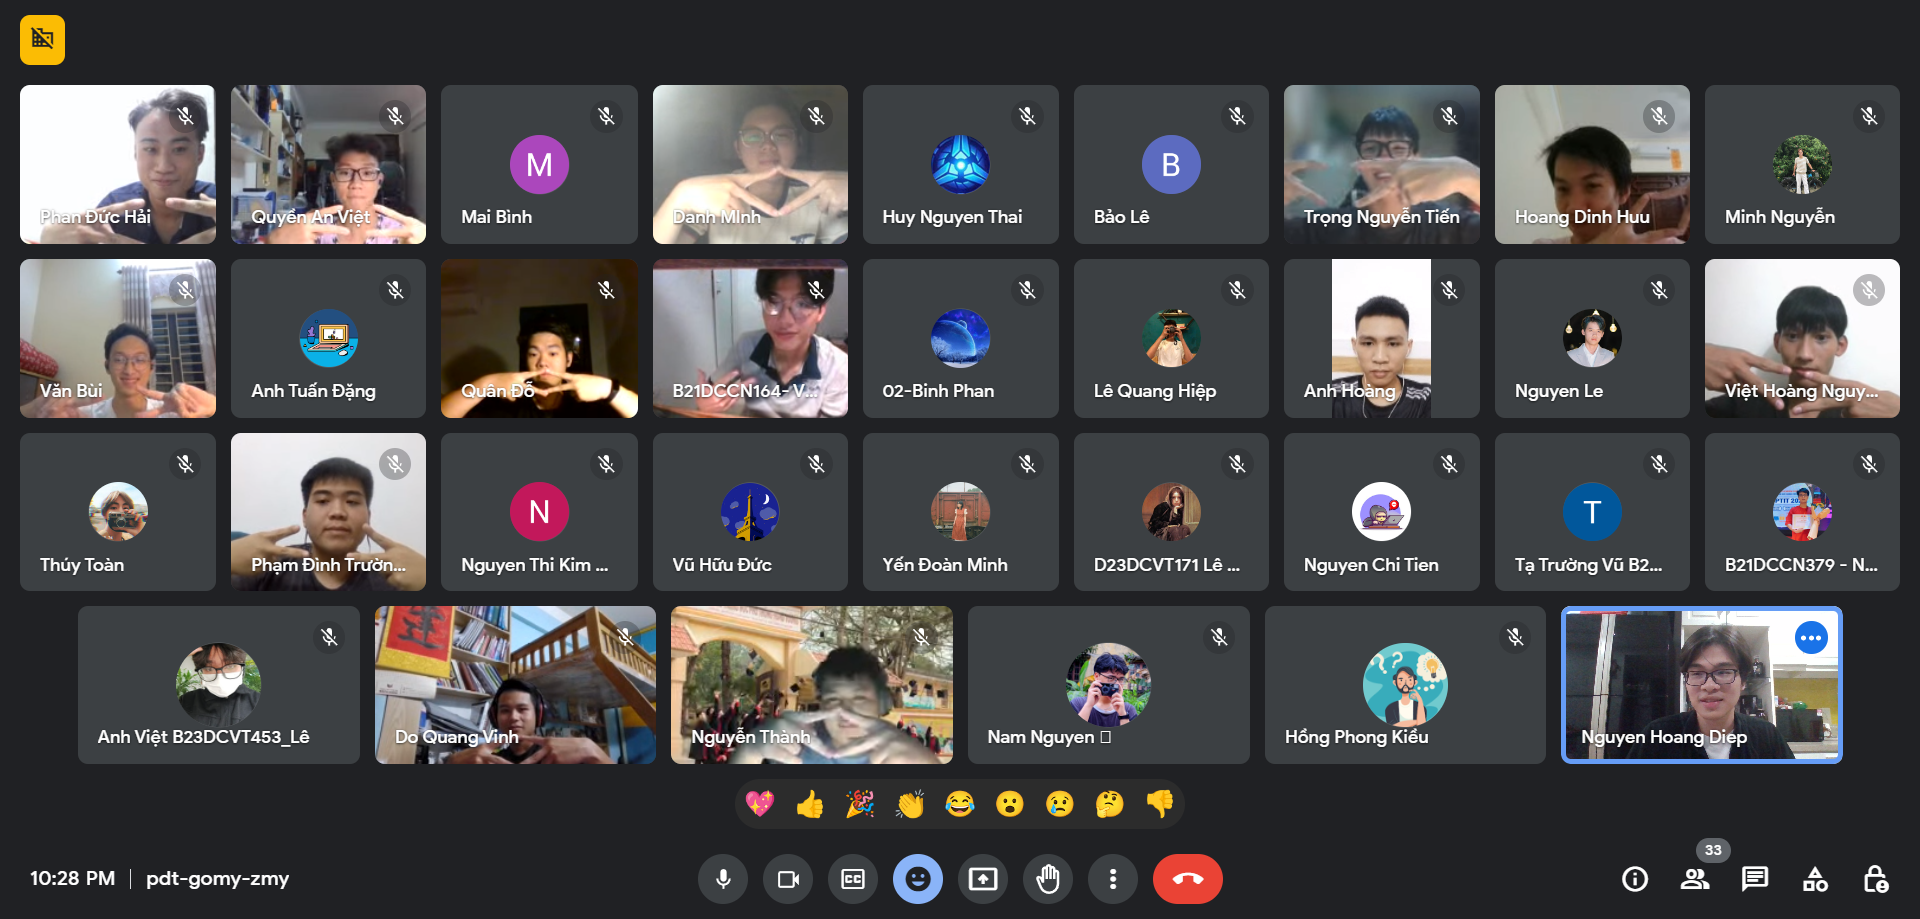 Phan Đức Hải
Quyền An Việt
M
Mai Bình
Danh MInh
Huy Nguyen Thai
B
Bảo Lê
Trọng Nguyễn Tiến
Hoang Dinh Huu
Minh Nguyễn
Văn Bùi
Anh Tuấn Đặng
Quân Đỗ
B21DCCN164- V...
02-Binh Phan
Lê Quang Hiệp
Anh Hoàng
Nguyen Le
Việt Hoàng Nguy...
Thúy Toàn
Phạm Đình Trườn...
N
Nguyen Thi Kim ...
Vũ Hữu Đức
Yến Đoàn Minh
D23DCVT171 Lê ...
Nguyen Chi Tien
T
Tạ Trường Vũ B2...
B21DCCN379 - N...
Anh Việt B23DCVT453_Lê
Do Quang Vinh
Nguyễn Thành
Nam Nguyen
Hồng Phong Kiều
Nguyen Hoang Diep
10:28 PM | pdt-gomy-zmy
CC
33